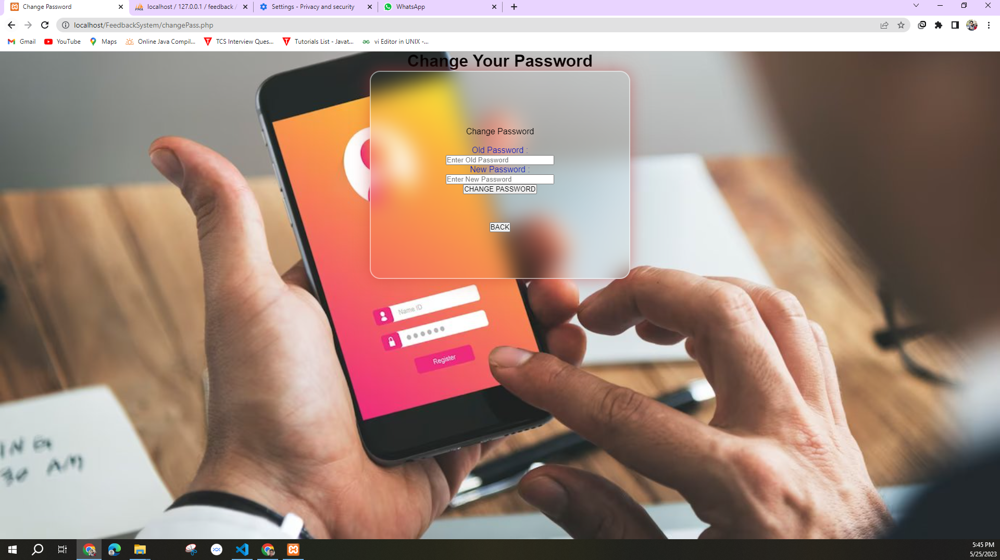 Change Password
localhost / 127.0.0.1 / feedback /
Settings - Privacy and security
WhatsApp
localhost/FeedbackSystem/changePass.php
Gmail
YouTube
Maps
Online Java Compil...
TCS Interview Ques...
Tutorials List - Javat...
vi Editor in UNIX -...
Change Your Password
Change Password
Old Password :
Enter Old Password
New Password :
Enter New Password
CHANGE PASSWORD
BACK
Name ID
Register
30 AM
5:45 PM
5/25/2023